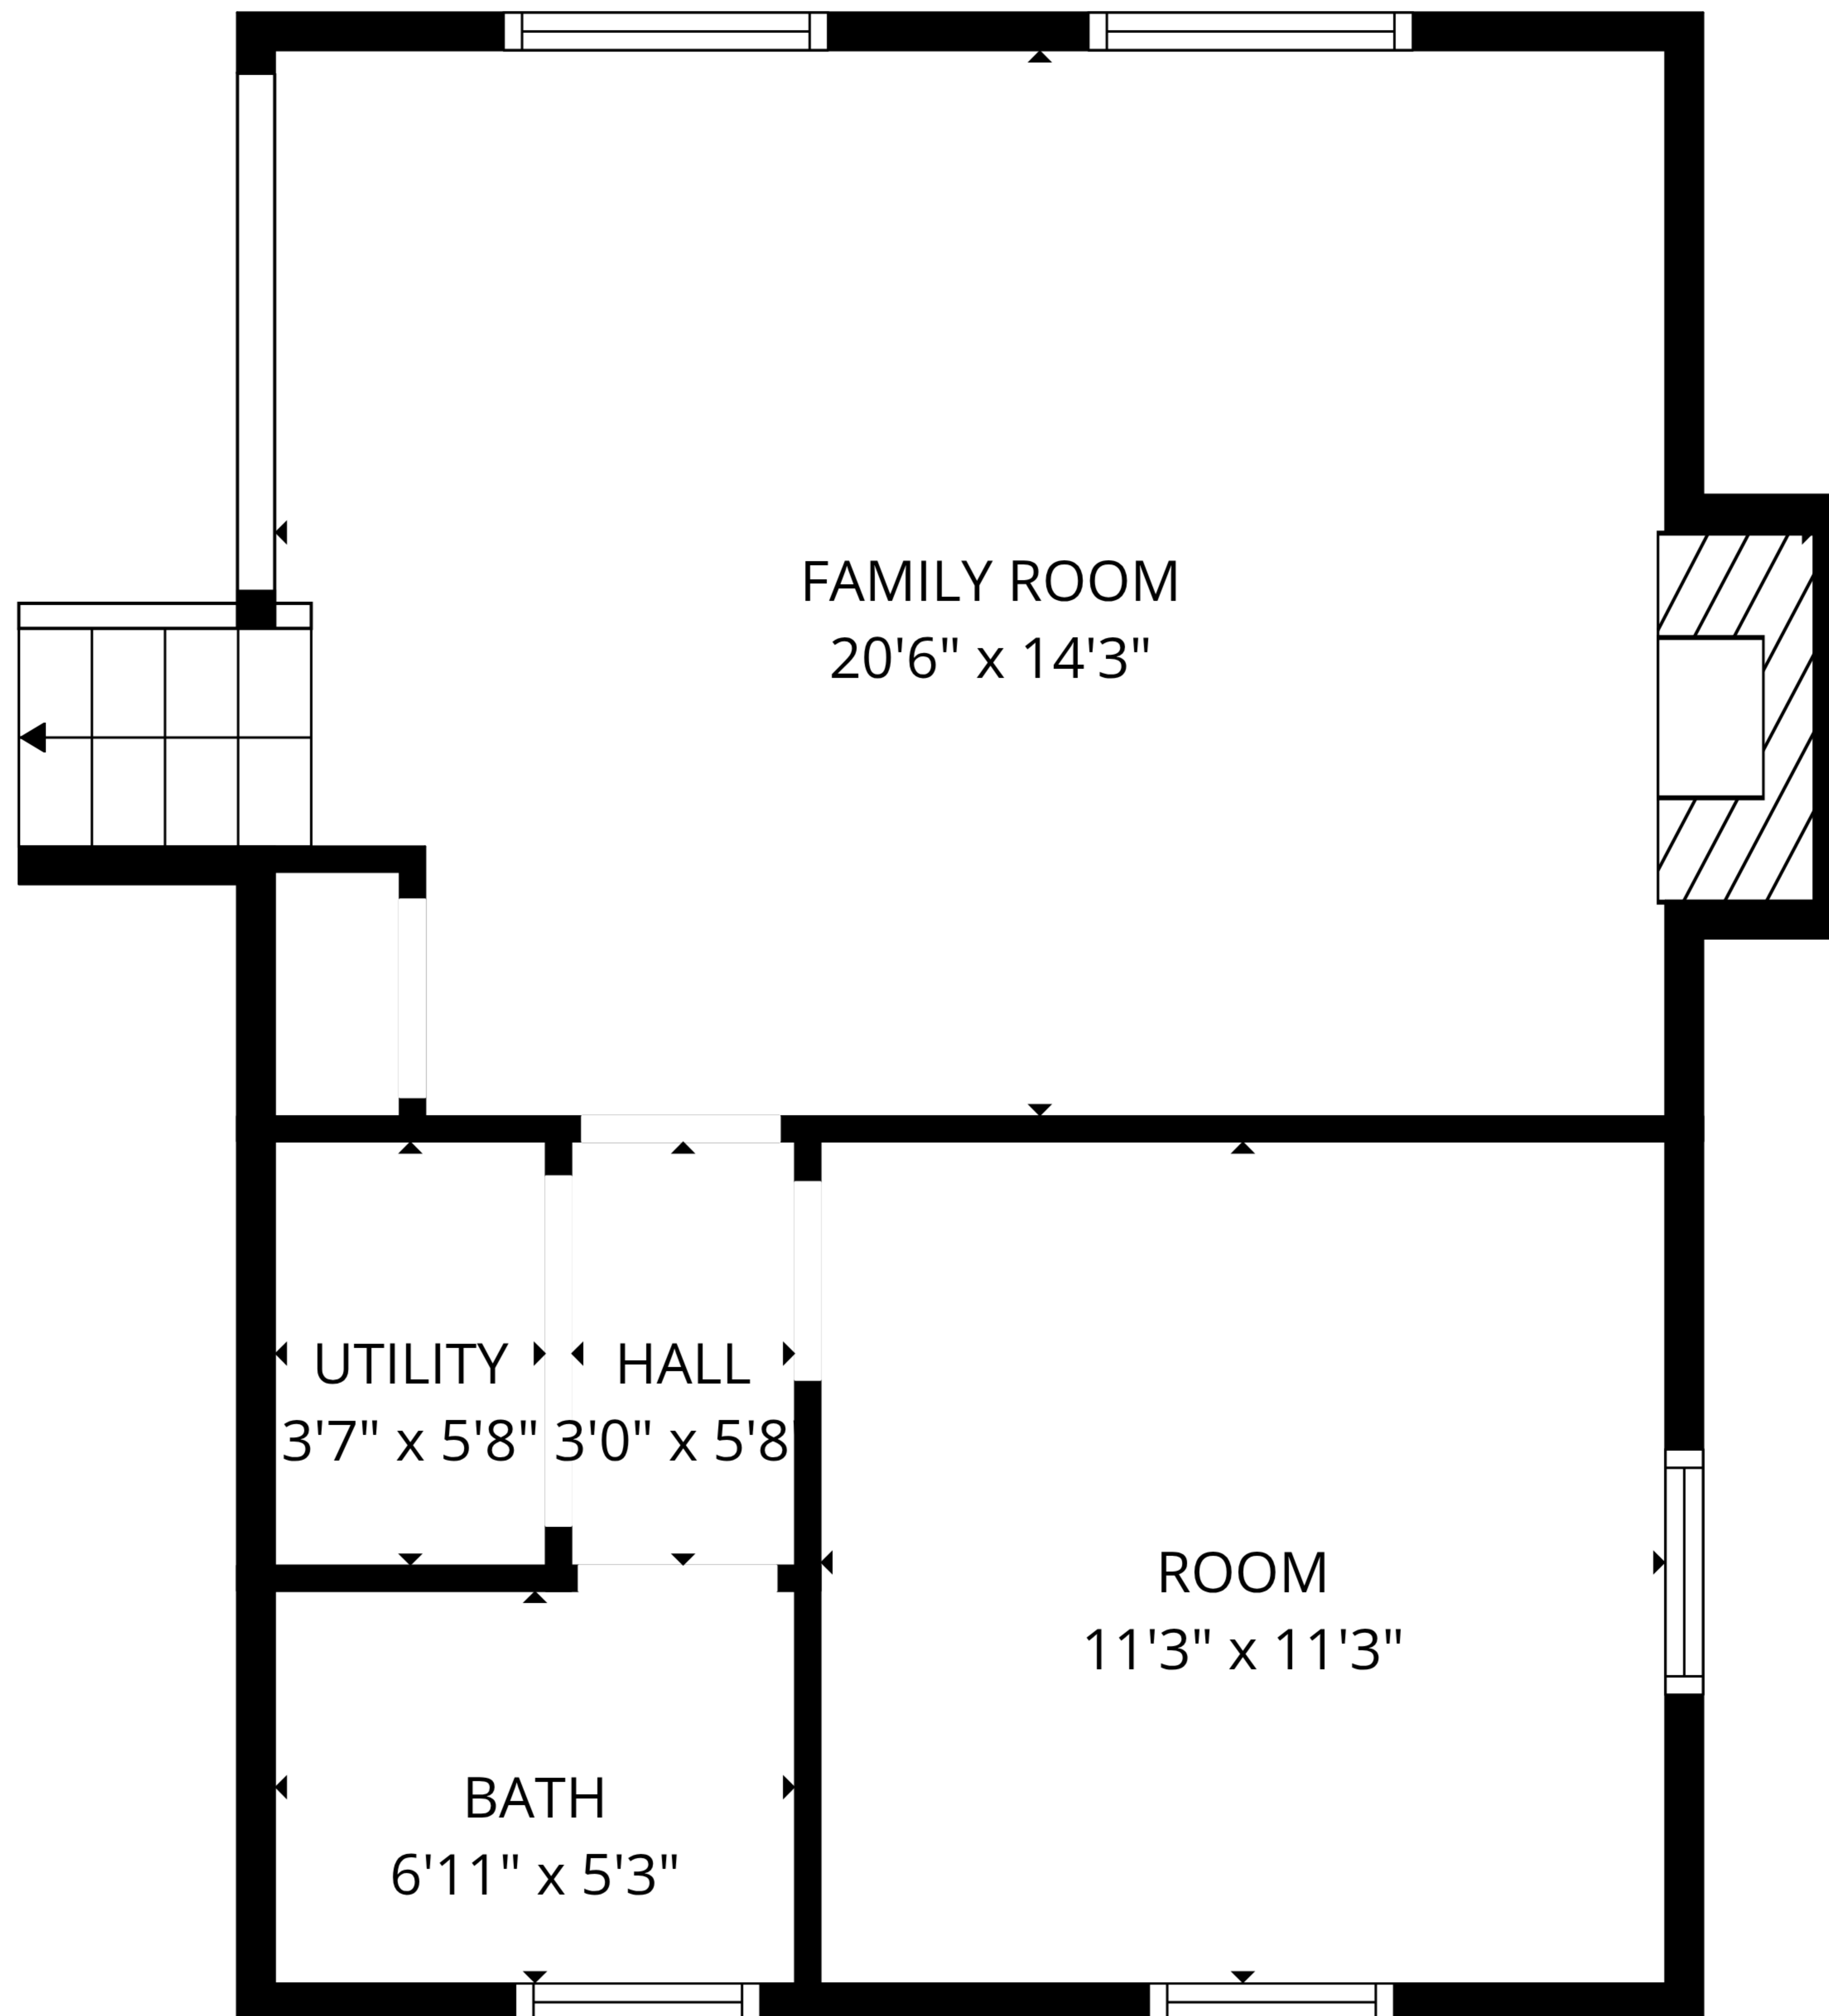 FAMILY ROOM
20'6" x 14'3"
UTILITY
3'7" x 5'8"
HALL
3'0" x 5'8
ROOM
11'3" x 11'3"
BATH
6'11" x 5'3"